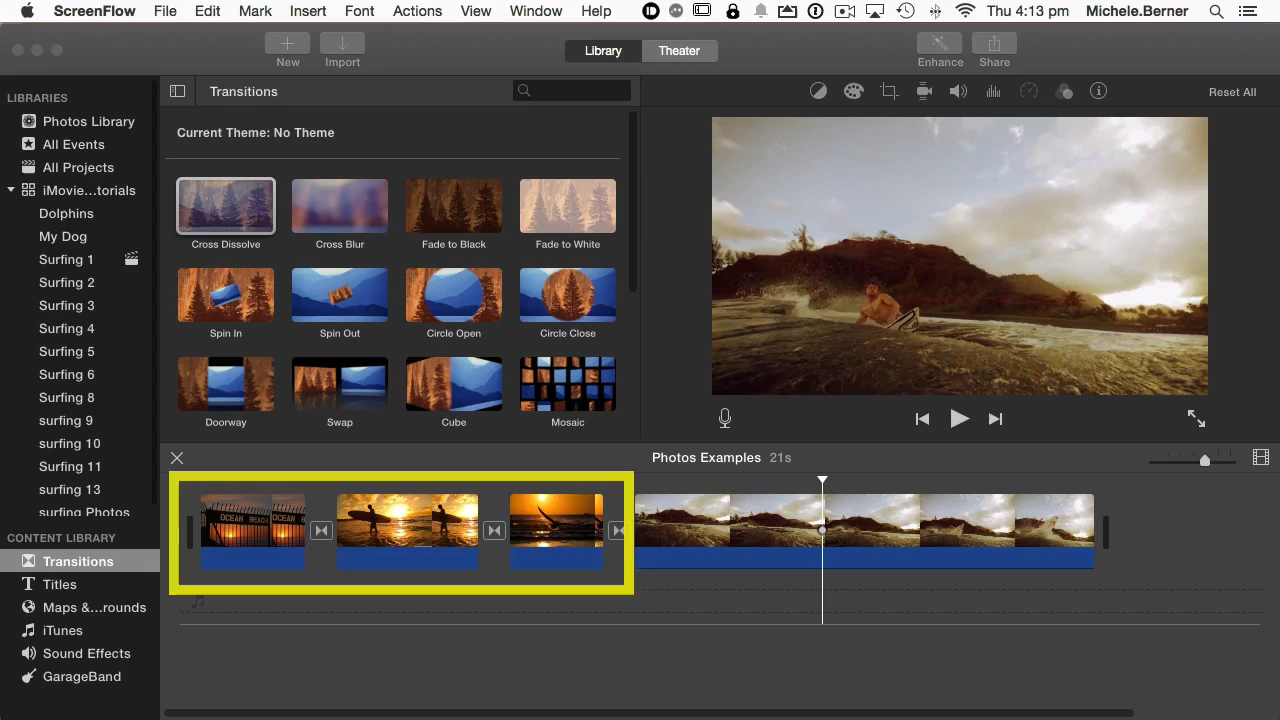 ScreenFlow File Edit Mark Insert Font Actions View Window Help Thu 4:13 pm Michele.Berner
New Import Library Theater Enhance Share
LIBRARIES
Photos Library
All Events
All Projects
iMovie...torials
Dolphins
My Dog
Surfing 1
Surfing 2
Surfing 3
Surfing 4
Surfing 5
Surfing 6
Surfing 8
surfing 9
surfing 10
Surfing 11
surfing 13
surfing Photos
CONTENT LIBRARY
Transitions
Titles
Maps &...rounds
iTunes
Sound Effects
GarageBand
Transitions
Current Theme: No Theme
Cross Dissolve Cross Blur Fade to Black Fade to White
Spin In Spin Out Circle Open Circle Close
Doorway Swap Cube Mosaic
Reset All
Photos Examples 21s
OCEAN BEACH OCEAN BEA